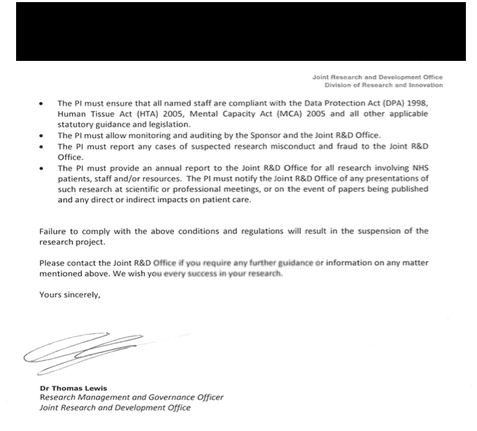 Joint Research and Development Office
Division of Research and Innovation
• The PI must ensure that all named staff are compliant with the Data Protection Act (DPA) 1998,
Human Tissue Act (HTA) 2005, Mental Capacity Act (MCA) 2005 and all other applicable
statutory guidance and legislation.
• The PI must allow monitoring and auditing by the Sponsor and the Joint R&D Office.
• The PI must report any cases of suspected research misconduct and fraud to the Joint R&D
Office.
• The PI must provide an annual report to the Joint R&D Office for all research involving NHS
patients, staff and/or resources. The PI must notify the Joint R&D Office of any presentations of
such research at scientific or professional meetings, or on the event of papers being published
and any direct or indirect impacts on patient care.
Failure to comply with the above conditions and regulations will result in the suspension of the
research project.
Please contact the Joint R&D Office if you require any further guidance or information on any matter
mentioned above. We wish you every success in your research.
Yours sincerely,
Dr Thomas Lewis
Research Management and Governance Officer
Joint Research and Development Office